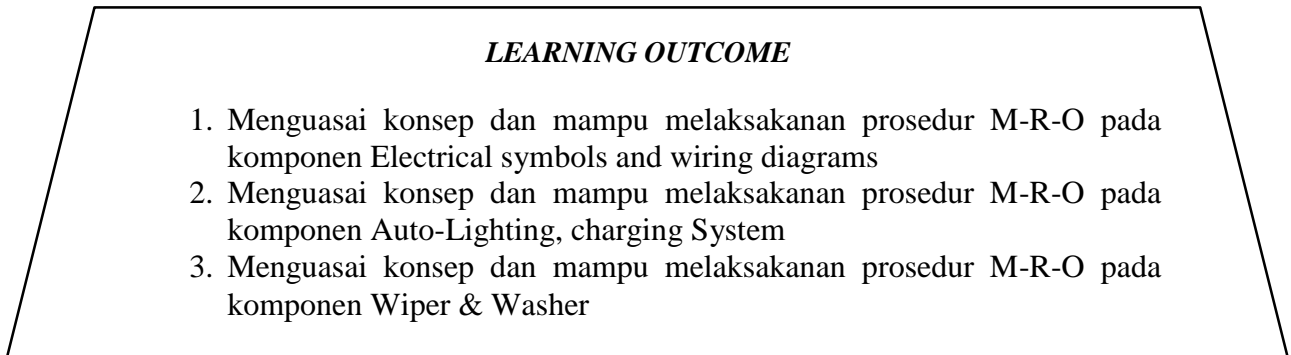 LEARNING OUTCOME
1. Menguasai konsep dan mampu melaksakanan prosedur M-R-O pada
komponen Electrical symbols and wiring diagrams
2. Menguasai konsep dan mampu melaksakanan prosedur M-R-O pada
komponen Auto-Lighting, charging System
3. Menguasai konsep dan mampu melaksakanan prosedur M-R-O pada
komponen Wiper & Washer